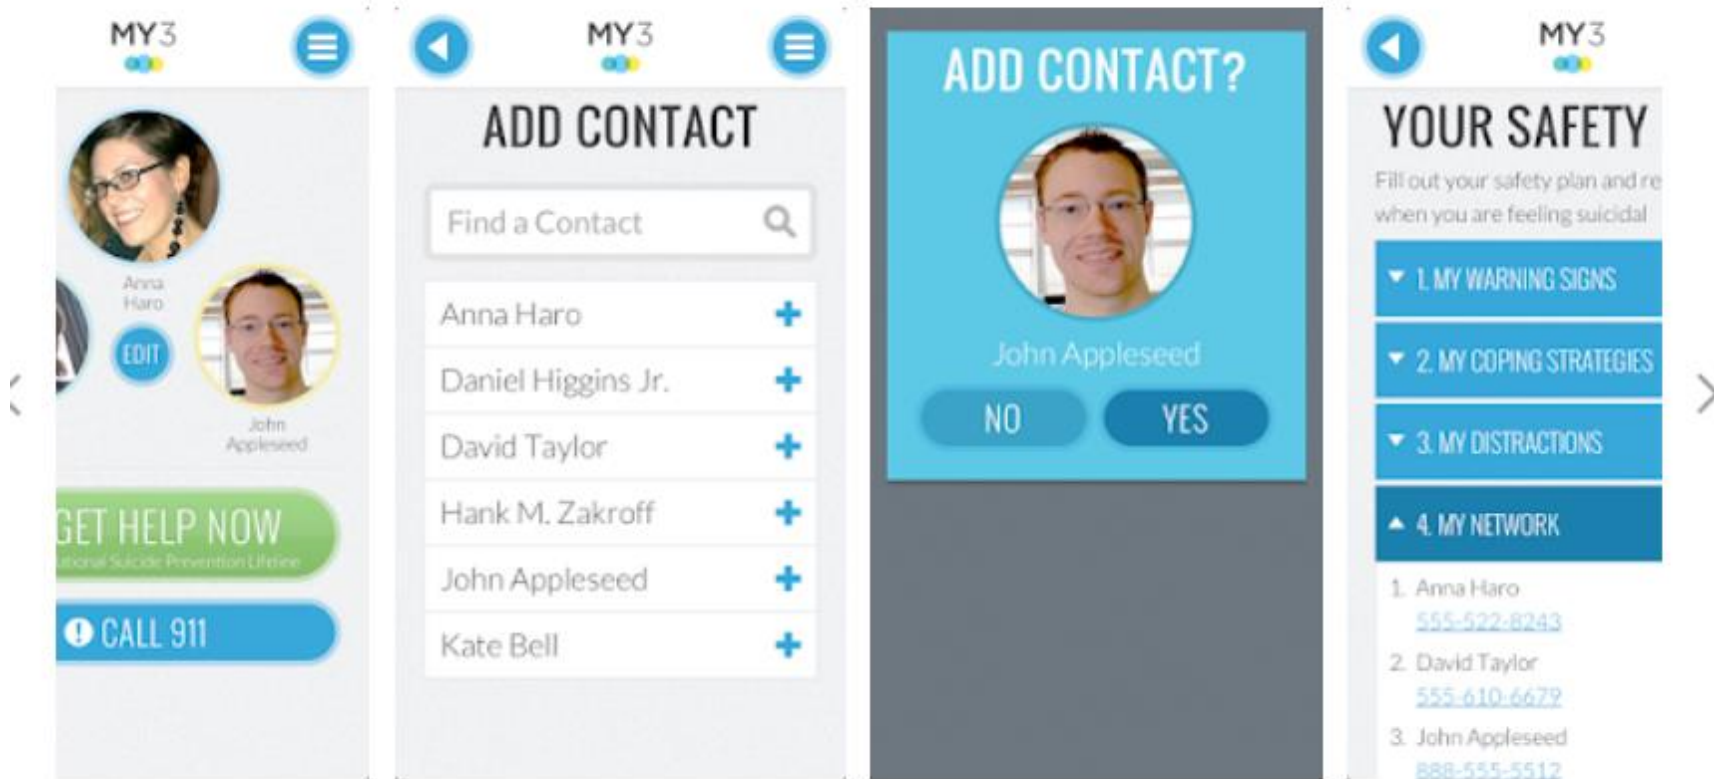 MY3
Anna
Haro
EDIT
John
Appleseed
GET HELP NOW
Suicide Prevention Lifeline
CALL 911
MY3
ADD CONTACT
Find a Contact
Anna Haro
Daniel Higgins Jr.
David Taylor
Hank M. Zakroff
John Appleseed
Kate Bell
ADD CONTACT?
John Appleseed
NO
YES
MY3
YOUR SAFETY
Fill out your safety plan and re
when you are feeling suicidal
1. MY WARNING SIGNS
2. MY COPING STRATEGIES
3. MY DISTRACTIONS
4. MY NETWORK
1. Anna Haro
555-522-8243
2. David Taylor
555-610-6679
3. John Appleseed
888-555-5512